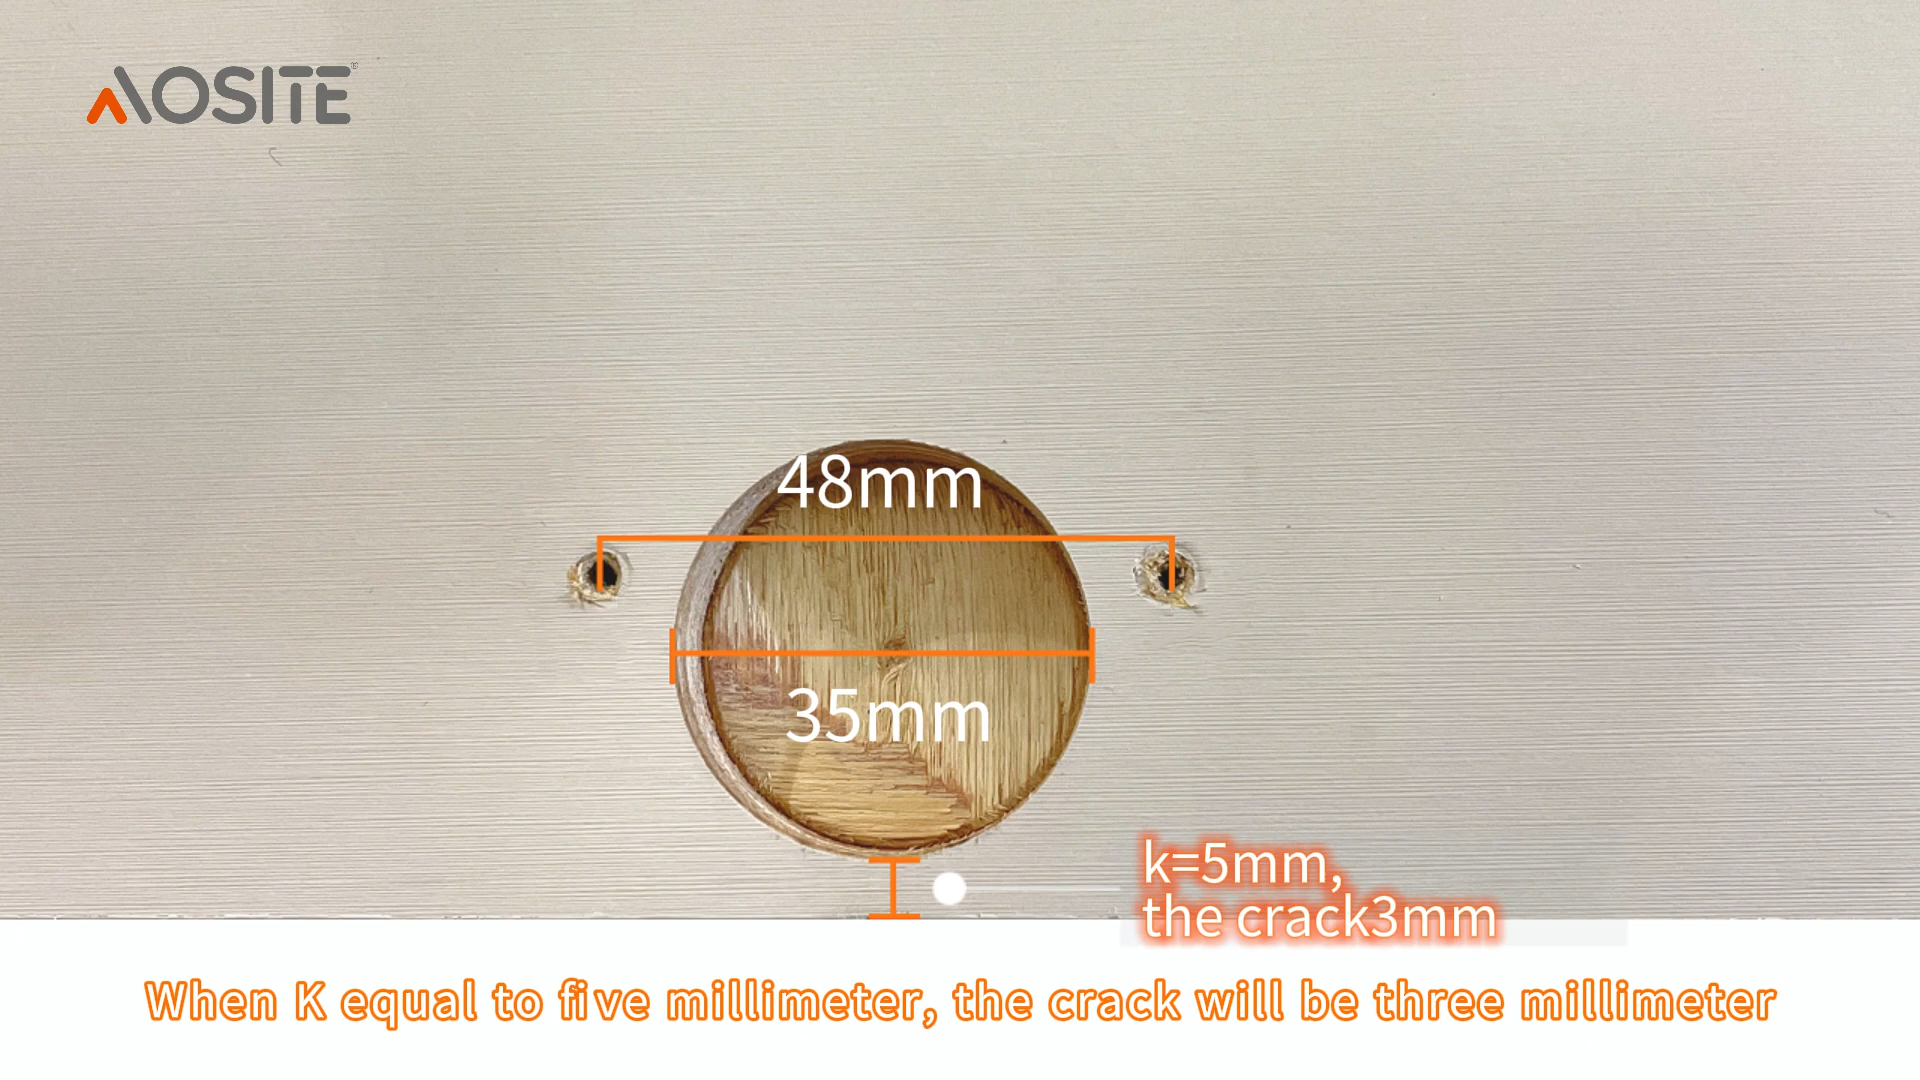 AOSITE®
48mm
35mm
k=5mm,
the crack3mm
When K equal to five millimeter, the crack will be three millimeter